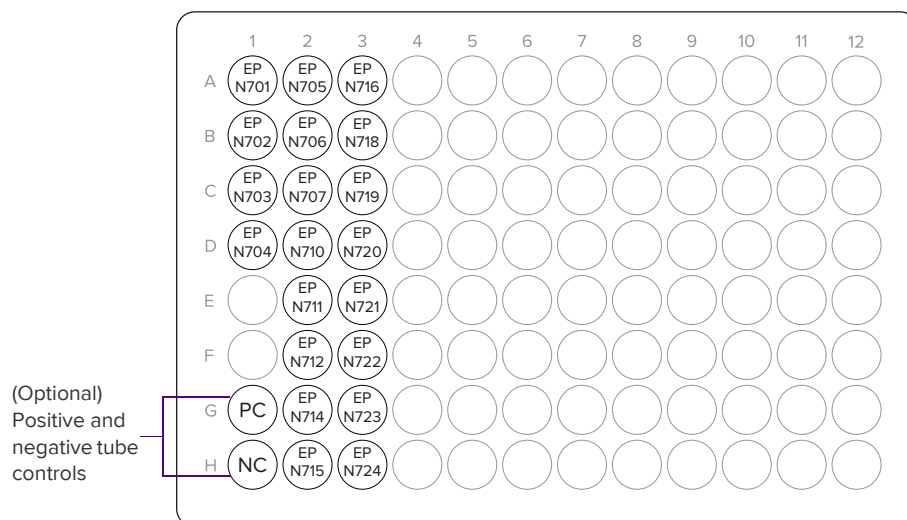 1 2 3 4 5 6 7 8 9 10 11 12
A EP N701 EP N705 EP N716
B EP N702 EP N706 EP N718
C EP N703 EP N707 EP N719
D EP N704 EP N710 EP N720
E EP N711 EP N721
F EP N712 EP N722
G PC EP N714 EP N723
H NC EP N715 EP N724
(Optional)
Positive and
negative tube
controls